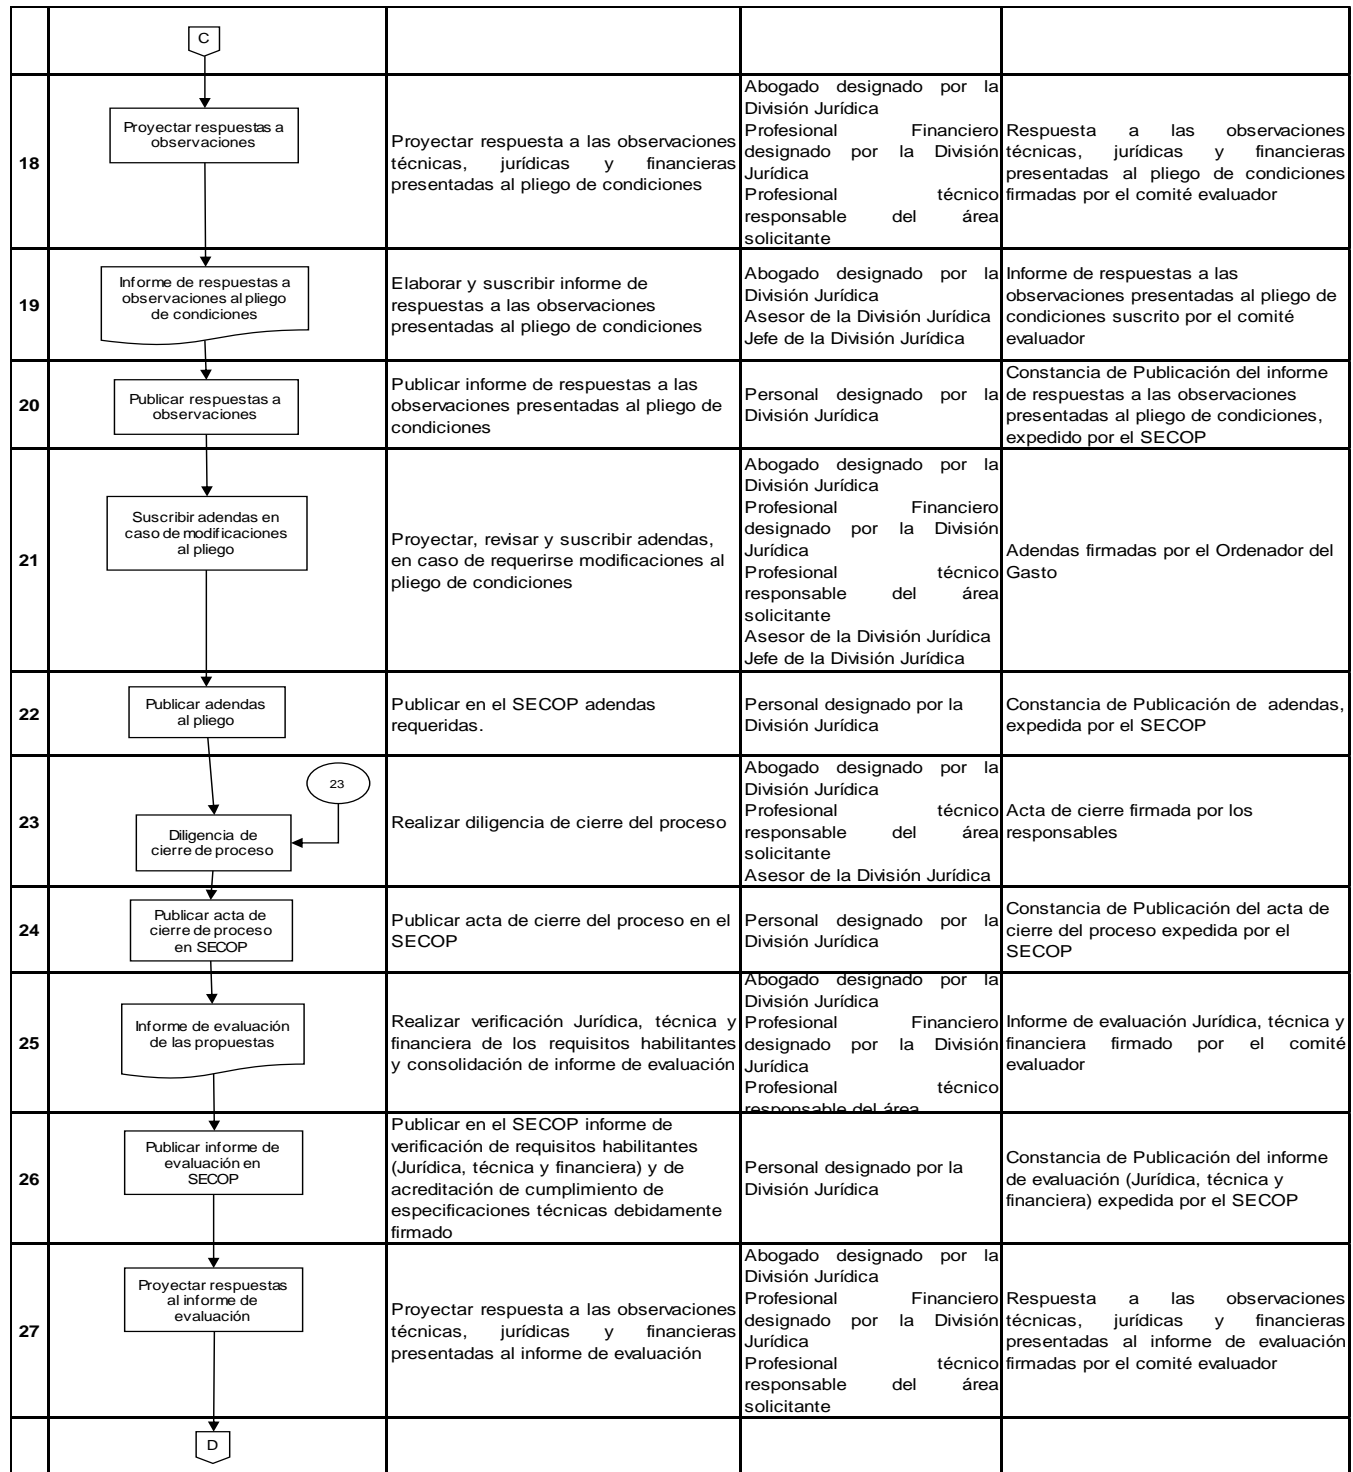 C
18
Proyectar respuestas a
observaciones
Proyectar respuesta a las observaciones
técnicas, jurídicas y financieras
presentadas al pliego de condiciones
Abogado designado por la
División Jurídica
Profesional Financiero
designado por la División
Jurídica
Profesional técnico
responsable del área
solicitante
Respuesta a las observaciones
técnicas, jurídicas y financieras
presentadas al pliego de condiciones
firmadas por el comité evaluador
19
Informe de respuestas a
observaciones al pliego
de condiciones
Elaborar y suscribir informe de
respuestas a las observaciones
presentadas al pliego de condiciones
Abogado designado por la
División Jurídica
Asesor de la División Jurídica
Jefe de la División Jurídica
Informe de respuestas a las
observaciones presentadas al pliego de
condiciones suscrito por el comité
evaluador
20
Publicar respuestas a
observaciones
Publicar informe de respuestas a las
observaciones presentadas al pliego de
condiciones
Personal designado por la
División Jurídica
Constancia de Publicación del informe
de respuestas a las observaciones
presentadas al pliego de condiciones,
expedido por el SECOP
21
Suscribir adendas en
caso de modificaciones
al pliego
Proyectar, revisar y suscribir adendas,
en caso de requerirse modificaciones al
pliego de condiciones
Abogado designado por la
División Jurídica
Profesional Financiero
designado por la División
Jurídica
Profesional técnico
responsable del área
solicitante
Asesor de la División Jurídica
Jefe de la División Jurídica
Adendas firmadas por el Ordenador del
Gasto
22
Publicar adendas
al pliego
Publicar en el SECOP adendas
requeridas.
Personal designado por la
División Jurídica
Constancia de Publicación de adendas,
expedida por el SECOP
23
23
Diligencia de
cierre de proceso
Realizar diligencia de cierre del proceso
Abogado designado por la
División Jurídica
Profesional técnico
responsable del área
solicitante
Asesor de la División Jurídica
Acta de cierre firmada por los
responsables
24
Publicar acta de
cierre de proceso
en SECOP
Publicar acta de cierre del proceso en el
SECOP
Personal designado por la
División Jurídica
Constancia de Publicación del acta de
cierre del proceso expedida por el
SECOP
25
Informe de evaluación
de las propuestas
Realizar verificación Jurídica, técnica y
financiera de los requisitos habilitantes
y consolidación de informe de evaluación
Abogado designado por la
División Jurídica
Profesional Financiero
designado por la División
Jurídica
Profesional técnico
responsable del área
Informe de evaluación Jurídica, técnica y
financiera firmado por el comité
evaluador
26
Publicar informe de
evaluación en
SECOP
Publicar en el SECOP informe de
verificación de requisitos habilitantes
(Jurídica, técnica y financiera) y de
acreditación de cumplimiento de
especificaciones técnicas debidamente
firmado
Personal designado por la
División Jurídica
Constancia de Publicación del informe
de evaluación (Jurídica, técnica y
financiera) expedida por el SECOP
27
Proyectar respuestas
al informe de
evaluación
Proyectar respuesta a las observaciones
técnicas, jurídicas y financieras
presentadas al informe de evaluación
Abogado designado por la
División Jurídica
Profesional Financiero
designado por la División
Jurídica
Profesional técnico
responsable del área
solicitante
Respuesta a las observaciones
técnicas, jurídicas y financieras
presentadas al informe de evaluación
firmadas por el comité evaluador
D